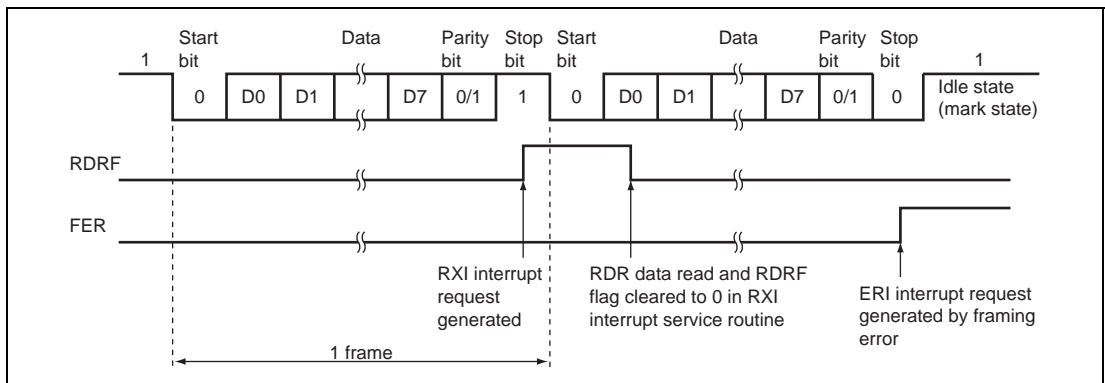 Start bit Data Parity bit Stop bit Start bit Data Parity bit Stop bit
1 1
0 D0 D1 D7 0/1 1 0 D0 D1 D7 0/1 0
Idle state
(mark state)
RDRF
FER
RXI interrupt
request
generated
RDR data read and RDRF
flag cleared to 0 in RXI
interrupt service routine
ERI interrupt request
generated by framing
error
1 frame